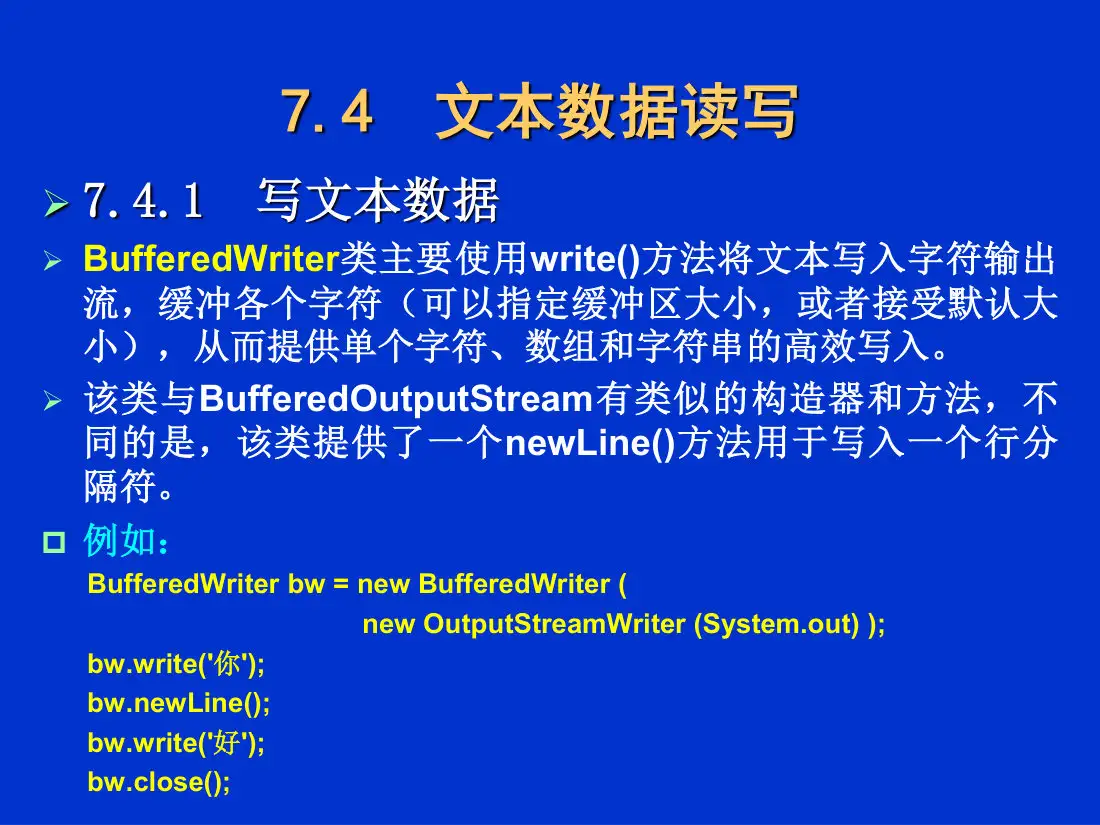 7.4 文本数据读写
7.4.1 写文本数据
BufferedWriter类主要使用write()方法将文本写入字符输出
流，缓冲各个字符（可以指定缓冲区大小，或者接受默认大
小），从而提供单个字符、数组和字符串的高效写入。
该类与BufferedOutputStream有类似的构造器和方法，不
同的是，该类提供了一个newLine()方法用于写入一个行分
隔符。
例如：
BufferedWriter bw = new BufferedWriter (
new OutputStreamWriter (System.out) );
bw.write('你');
bw.newLine();
bw.write('好');
bw.close();